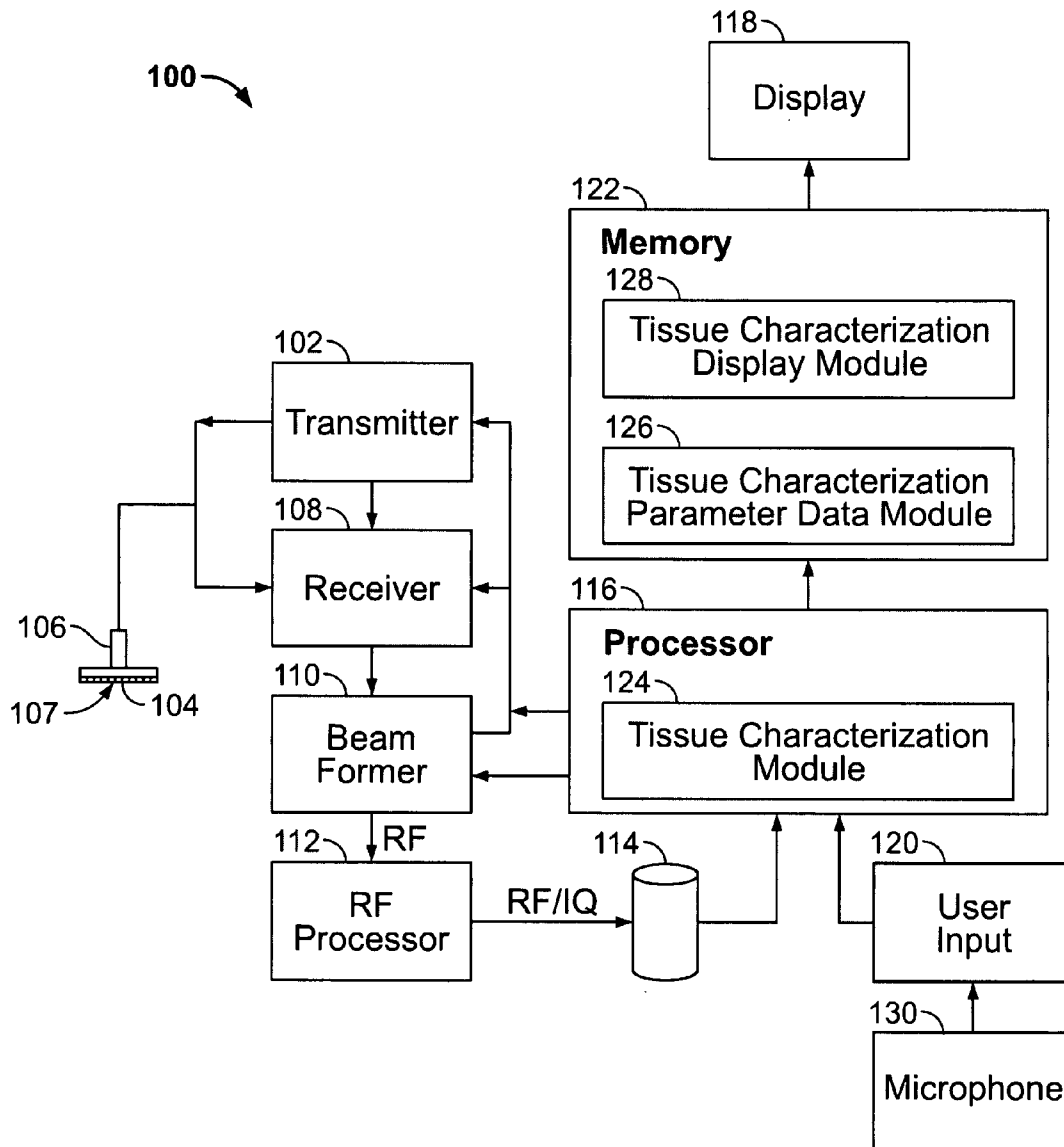 118
100
Display
122
Memory
128
Tissue Characterization
Display Module
102
Transmitter
126
Tissue Characterization
Parameter Data Module
108
Receiver
116
Processor
106
107
104
110
Beam
Former
124
Tissue Characterization
Module
RF
112
RF
Processor
RF/IQ
114
120
User
Input
130
Microphone